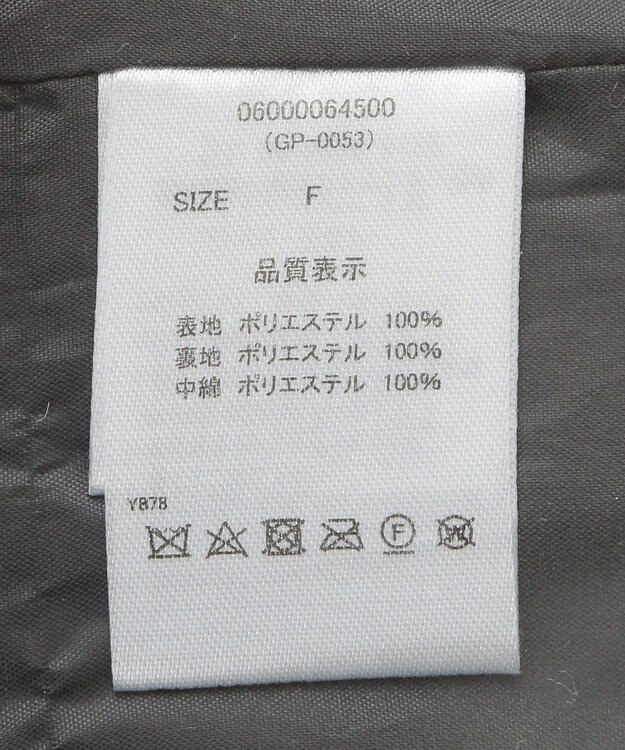 06000064500
(GP-0053)
SIZE F
品質表示
表地 ポリエステル 100%
裏地 ポリエステル 100%
中綿 ポリエステル 100%
YB78
F
W